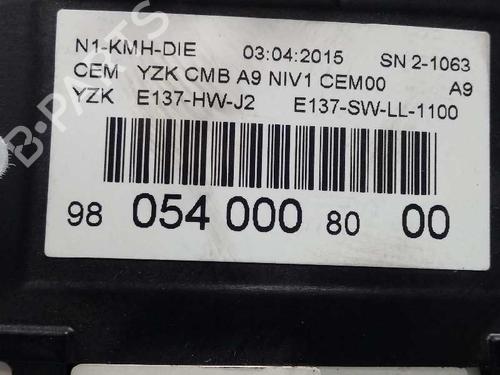 N1-KMH-DIE 03:04:2015 SN 2-1063
CEM YZK CMB A9 NIV1 CEM00 A9
YZK E137-HW-J2 E137-SW-LL-1100
98 054 000 80 00
B-PARTS